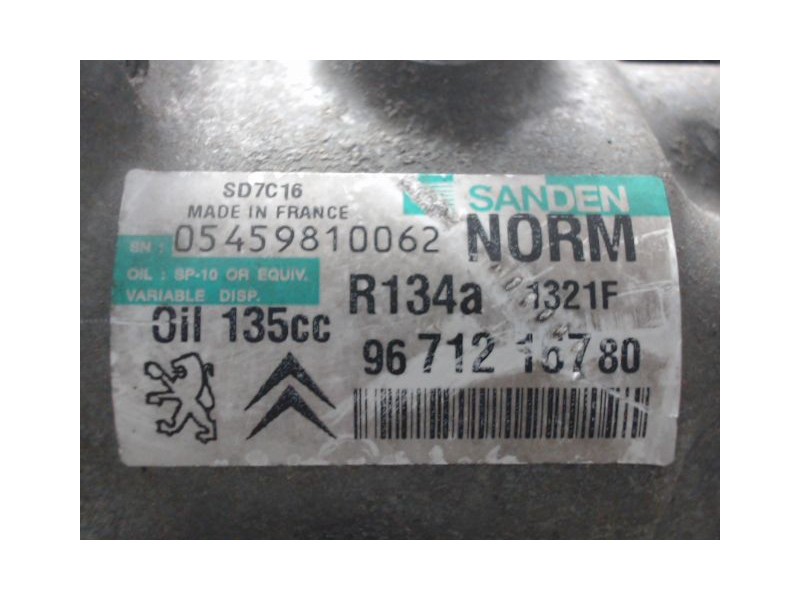 SD7C16
MADE IN FRANCE
SANDEN
SN : 05459810062
NORM
OIL : SP-10 OR EQUIV.
VARIABLE DISP.
R134a 1321F
Oil 135cc
96 712 16780